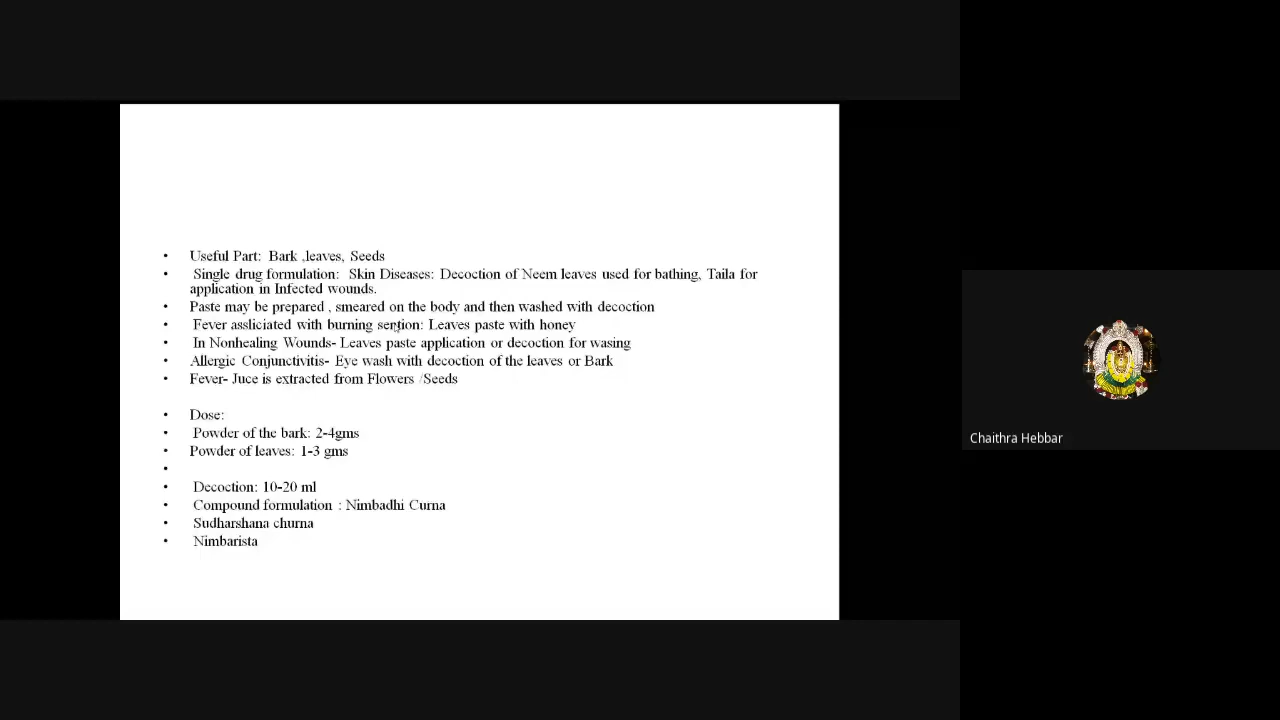 • Useful Part: Bark ,leaves, Seeds
• Single drug formulation: Skin Diseases: Decoction of Neem leaves used for bathing, Taila for
application in Infected wounds.
• Paste may be prepared , smeared on the body and then washed with decoction
• Fever assliciated with burning sention: Leaves paste with honey
• In Nonhealing Wounds- Leaves paste application or decoction for wasing
• Allergic Conjunctivitis- Eye wash with decoction of the leaves or Bark
• Fever- Juce is extracted from Flowers /Seeds
• Dose:
• Powder of the bark: 2-4gms
• Powder of leaves: 1-3 gms
•
• Decoction: 10-20 ml
• Compound formulation : Nimbadhi Curna
• Sudharshana churna
• Nimbarista
Chaithra Hebbar